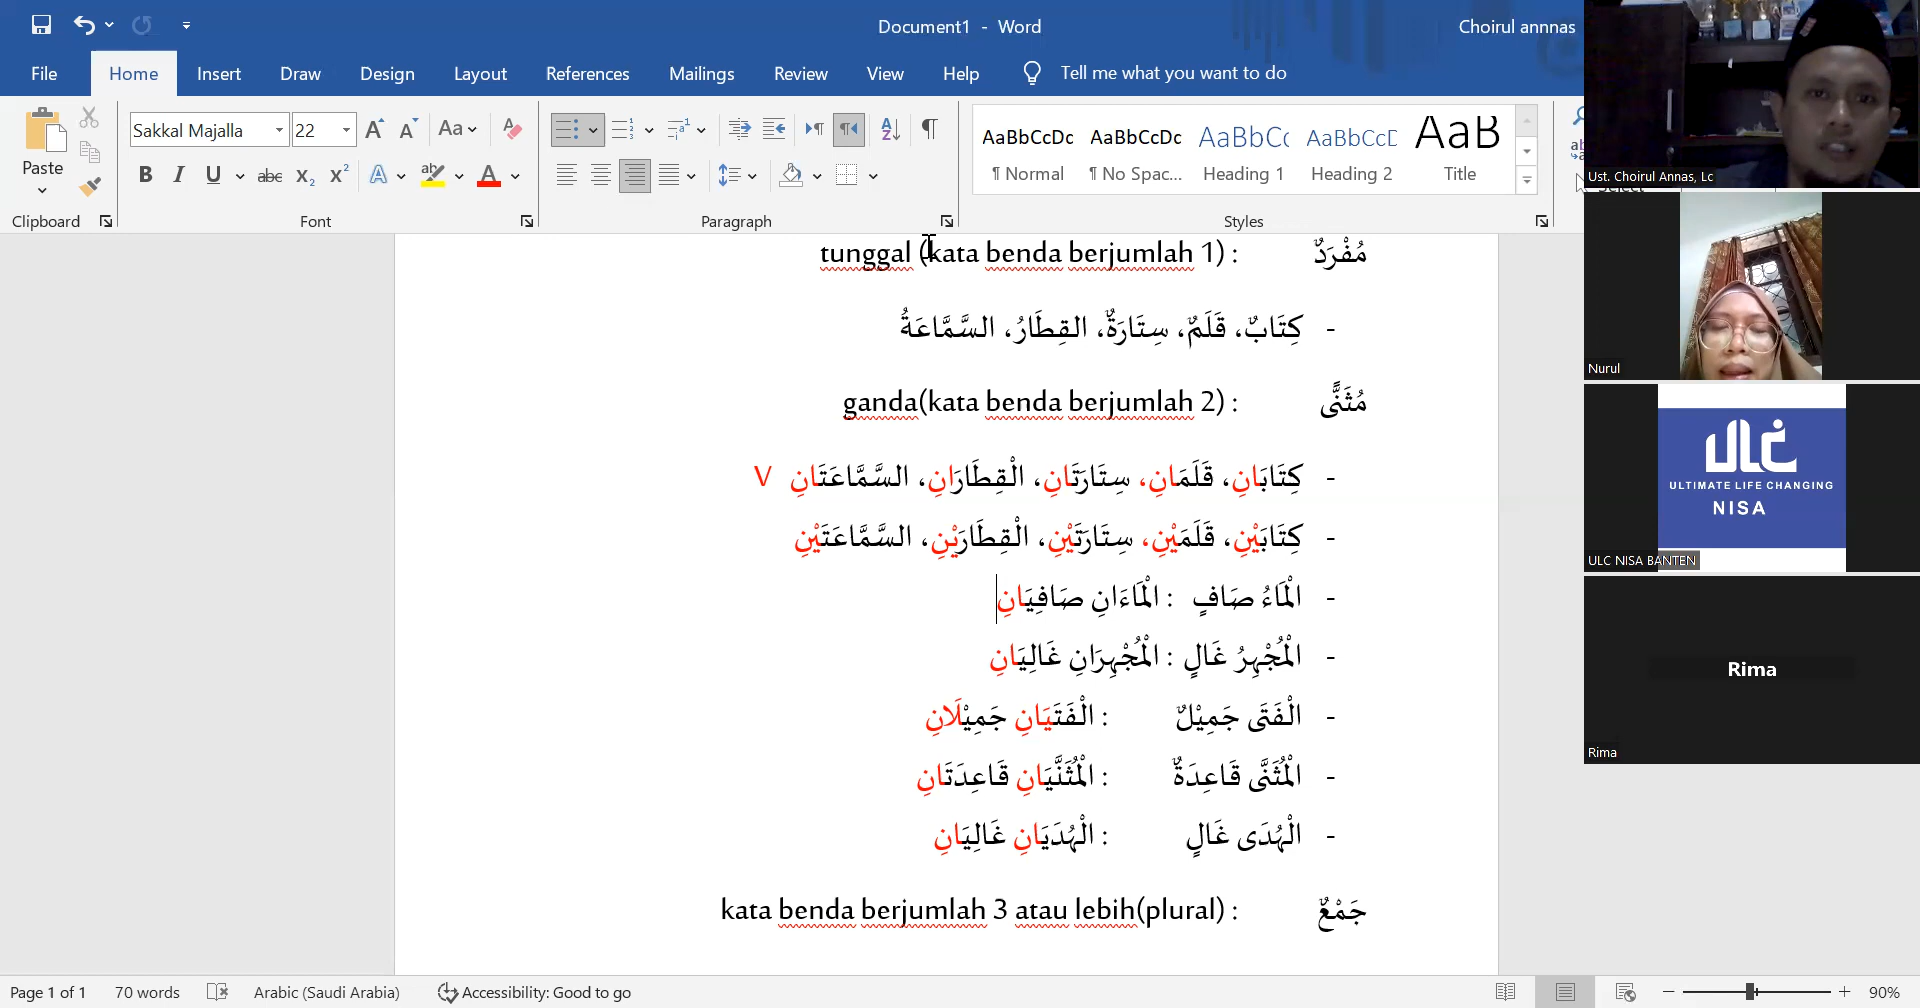 Document1 - Word
Choirul annnas
File Home Insert Draw Design Layout References Mailings Review View Help Tell me what you want to do
Sakkal Majalla 22
Paste
Clipboard Font Paragraph Styles
AaBbCcDc AaBbCcDc AaBbCc AaBbCcD AaB
¶ Normal ¶ No Spac... Heading 1 Heading 2 Title
Select
مُفْرَدٌ : tunggal (kata benda berjumlah 1)
- كِتَابٌ، قَلَمٌ، سِتَارَةٌ، القِطَارُ، السَّمَّاعَةُ
مُثَنًّى : ganda(kata benda berjumlah 2)
- كِتَابَانِ، قَلَمَانِ، سِتَارَتَانِ، الْقِطَارَانِ، السَّمَّاعَتَانِ V
- كِتَابَيْنِ، قَلَمَيْنِ، سِتَارَتَيْنِ، الْقِطَارَيْنِ، السَّمَّاعَتَيْنِ
- الْمَاءُ صَافٍ : الْمَاءَانِ صَافِيَانِ
- الْمُجْهِرُ غَالٍ : الْمُجْهِرَانِ غَالِيَانِ
- الْفَتَى جَمِيْلٌ : الْفَتَيَانِ جَمِيْلَانِ
- الْمُثَنَّى قَاعِدَةٌ : الْمُثَنَّيَانِ قَاعِدَتَانِ
- الْهُدَى غَالٍ : الْهُدَيَانِ غَالِيَانِ
جَمْعٌ : kata benda berjumlah 3 atau lebih(plural)
Page 1 of 1 70 words Arabic (Saudi Arabia) Accessibility: Good to go 90%
Ust. Choirul Annas, Lc
Nurul
ULC
ULTIMATE LIFE CHANGING
NISA
ULC NISA BANTEN
Rima
Rima